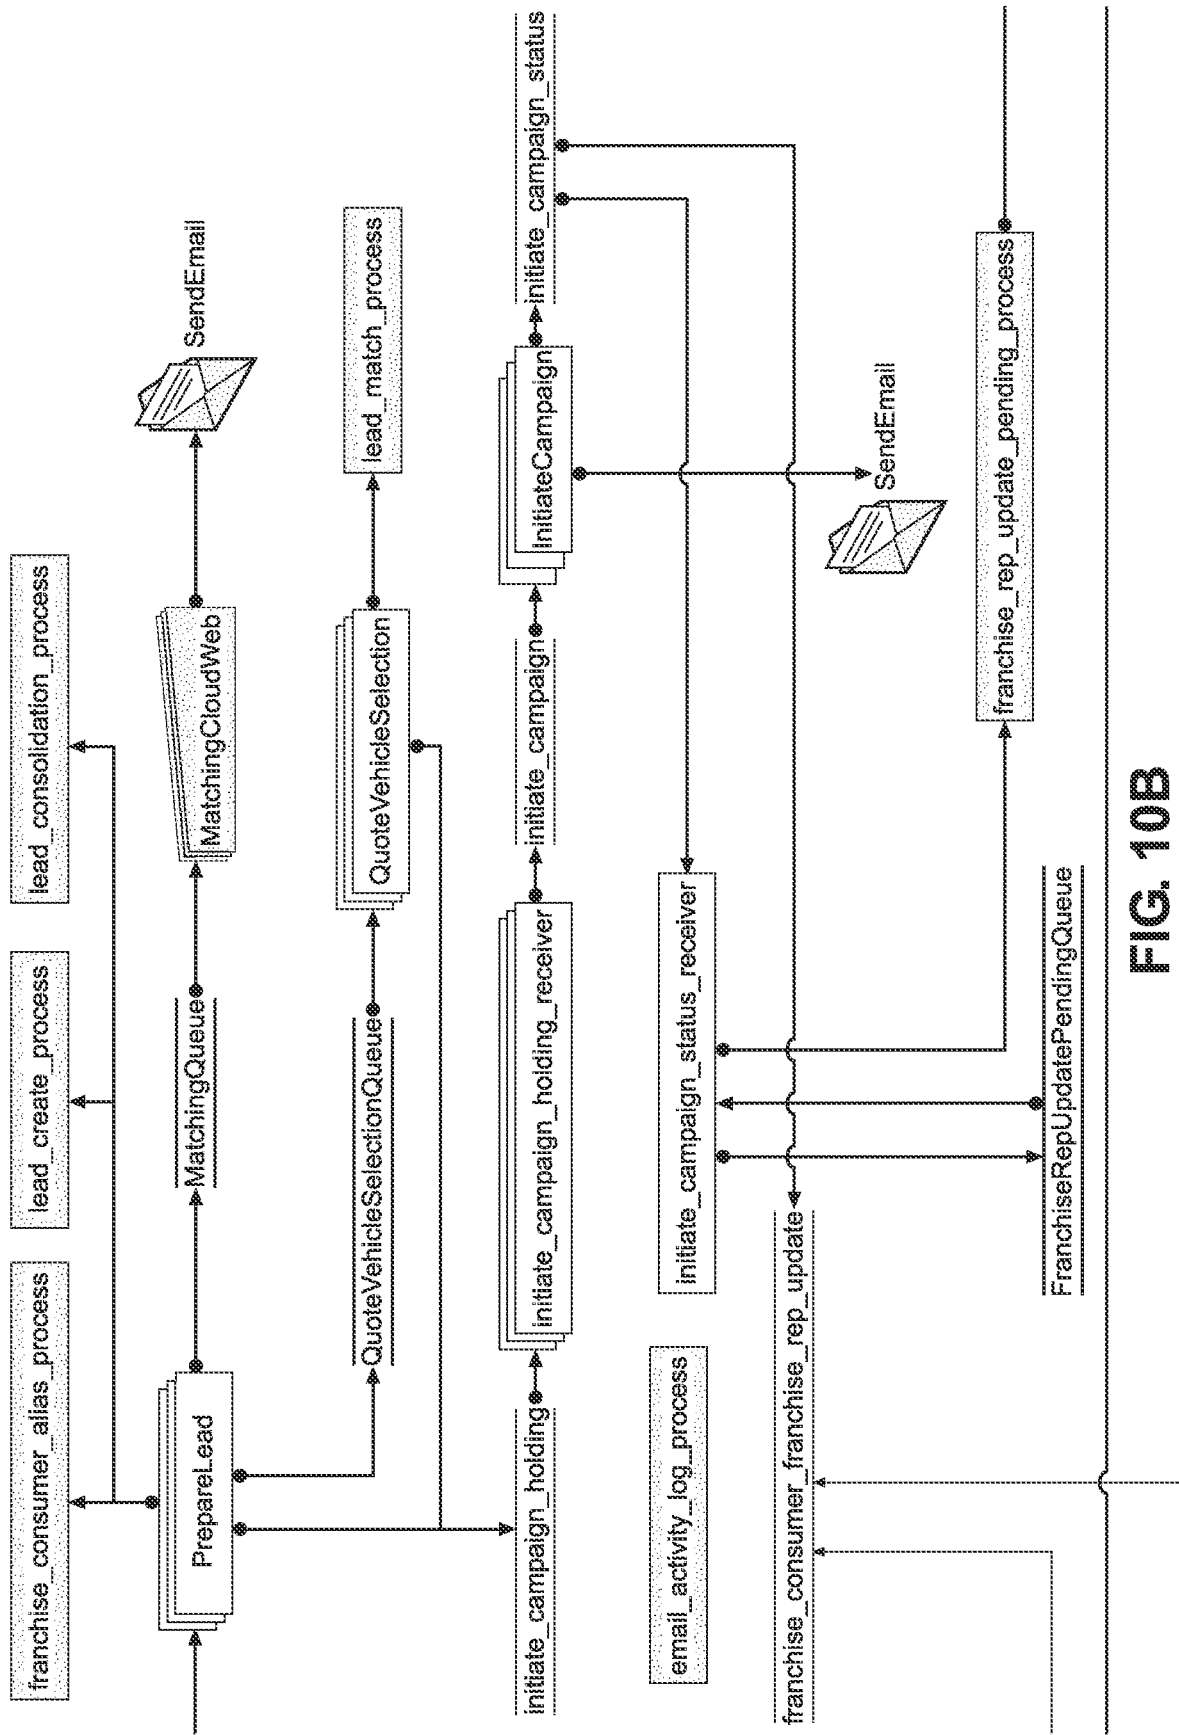 franchise_consumer_alias_process
lead_create_process
lead_consolidation_process
PrepareLead
MatchingQueue
MatchingCloudWeb
SendEmail
QuoteVehicleSelectionQueue
QuoteVehicleSelection
lead_match_process
initiate_campaign_holding
initiate_campaign_holding_receiver
initiate_campaign
InitiateCampaign
initiate_campaign_status
email_activity_log_process
initiate_campaign_status_receiver
franchise_consumer_franchise_rep_update
SendEmail
franchise_rep_update_pending_process
FranchiseRepUpdatePendingQueue
FIG. 10B